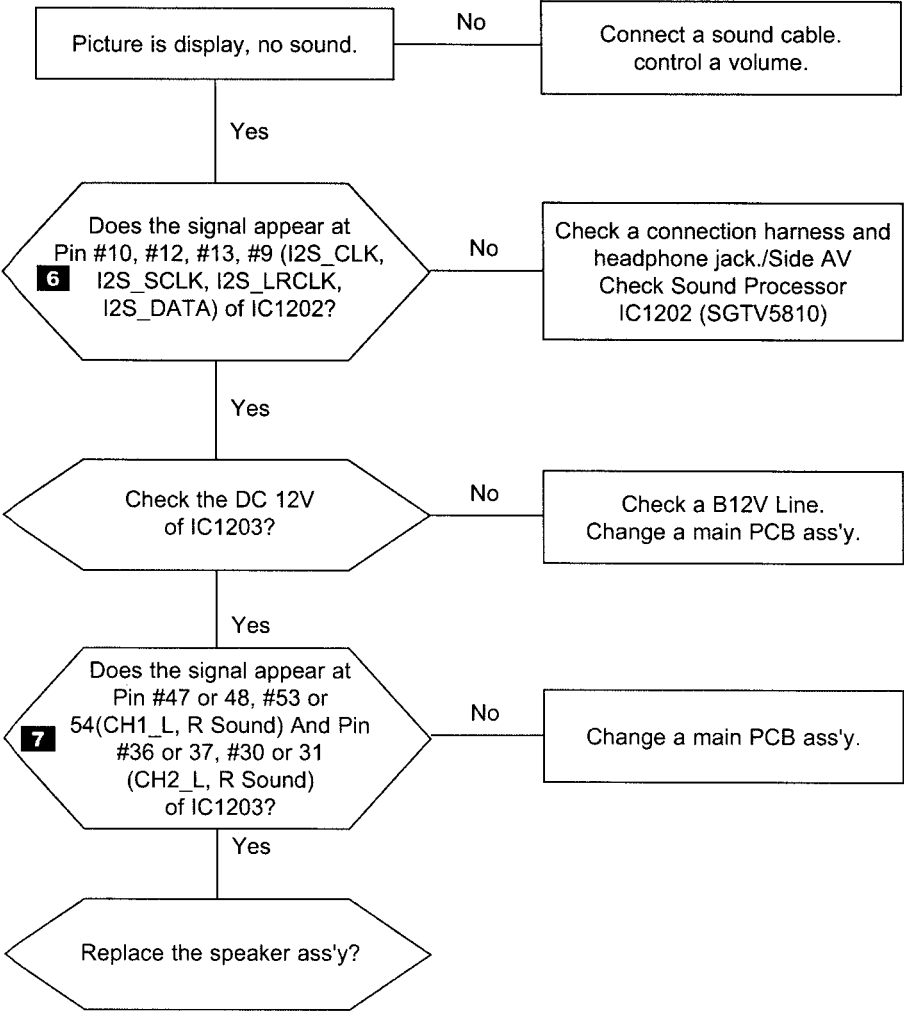 Picture is display, no sound.
No
Connect a sound cable.
control a volume.
Yes
Does the signal appear at
Pin #10, #12, #13, #9 (I2S_CLK,
6 I2S_SCLK, I2S_LRCLK,
I2S_DATA) of IC1202?
No
Check a connection harness and
headphone jack./Side AV
Check Sound Processor
IC1202 (SGTV5810)
Yes
Check the DC 12V
of IC1203?
No
Check a B12V Line.
Change a main PCB ass'y.
Yes
Does the signal appear at
Pin #47 or 48, #53 or
7 54(CH1_L, R Sound) And Pin
#36 or 37, #30 or 31
(CH2_L, R Sound)
of IC1203?
No
Change a main PCB ass'y.
Yes
Replace the speaker ass'y?